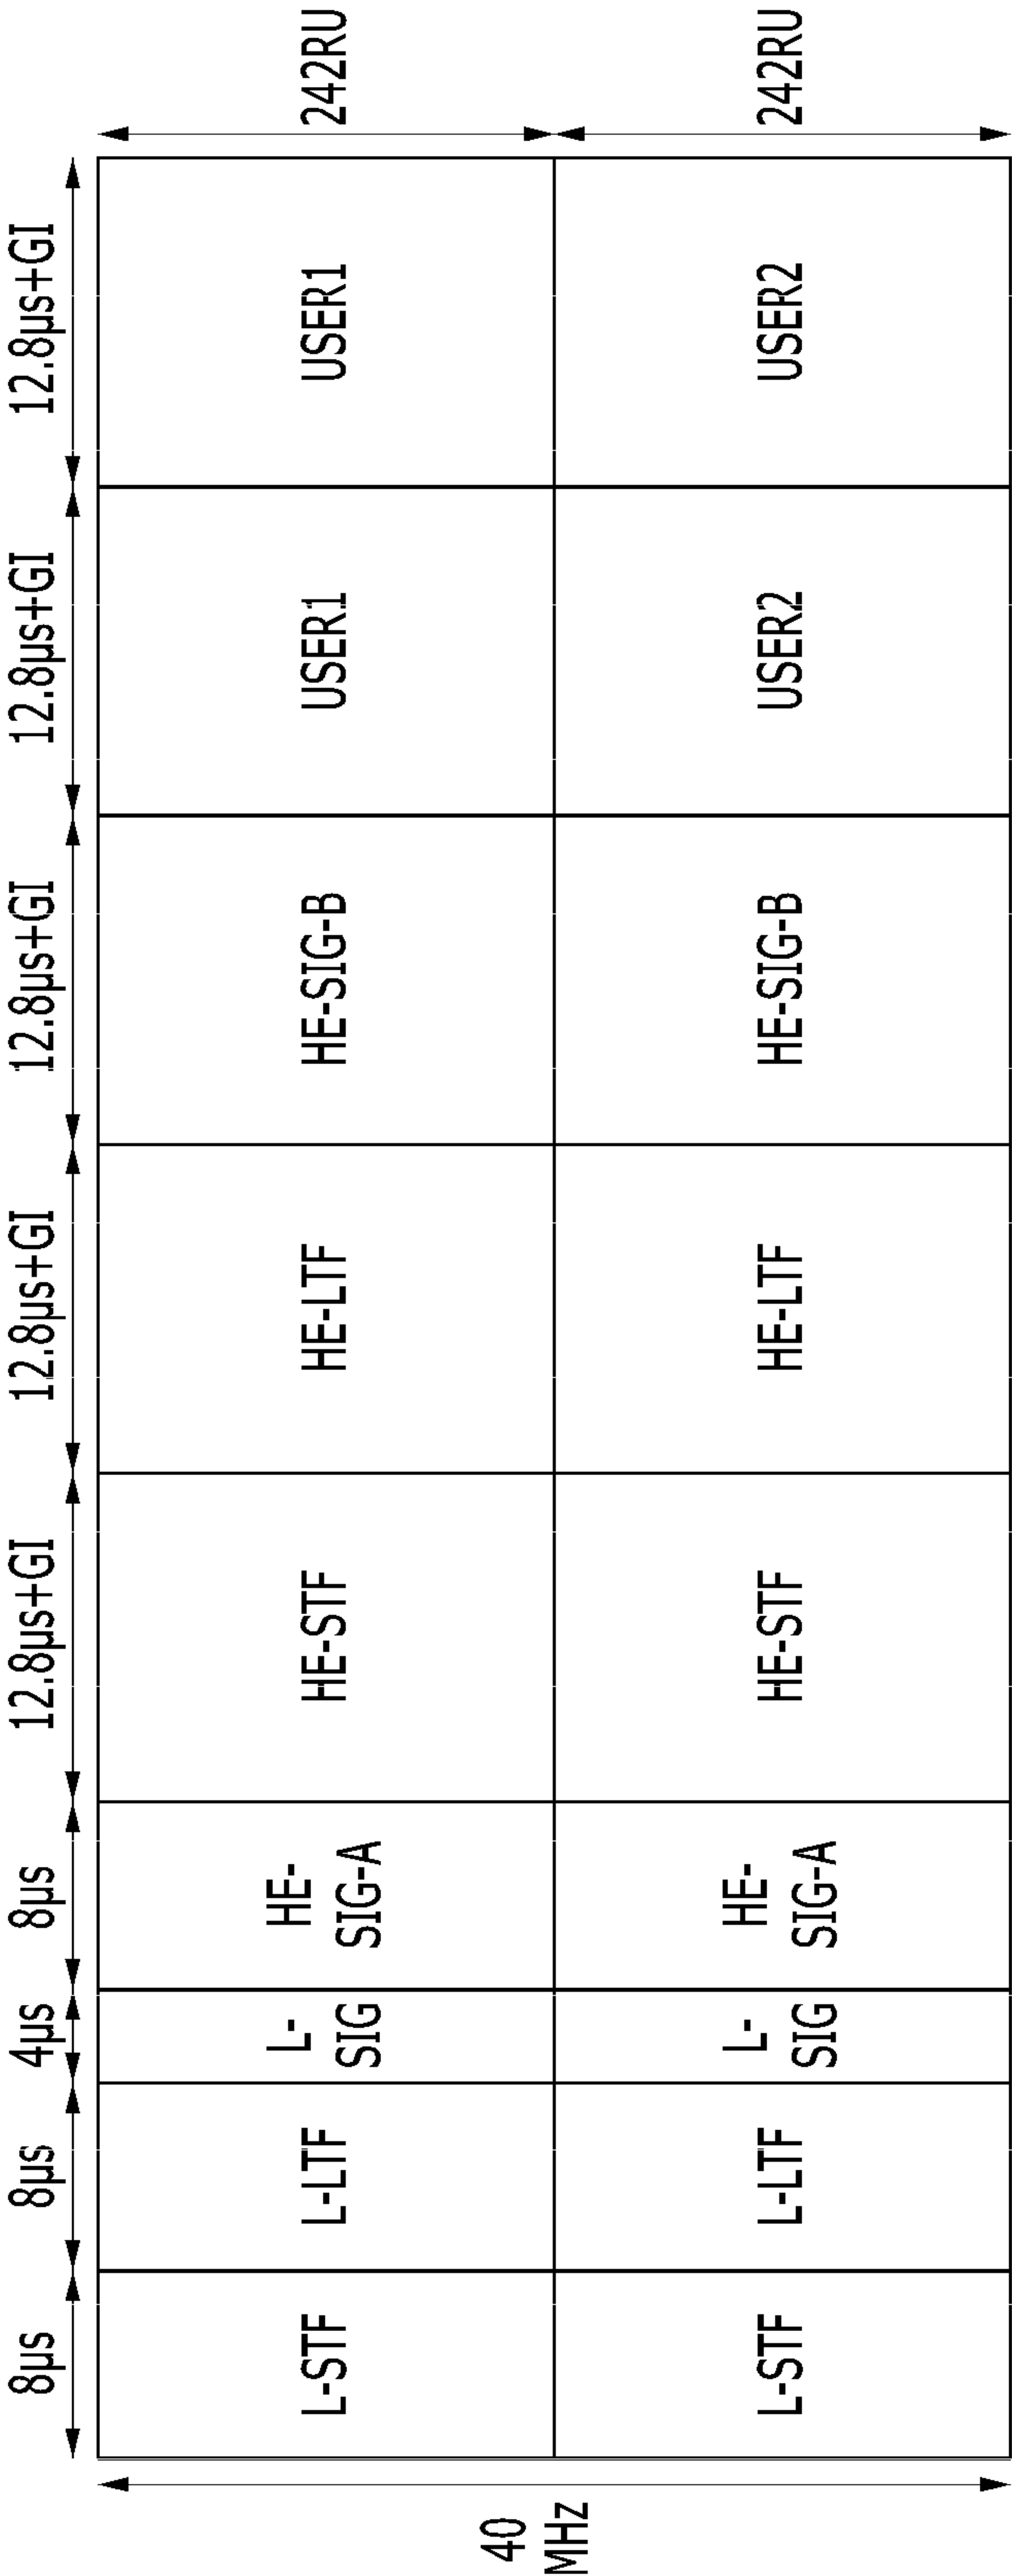 8μs
8μs
4μs
8μs
12.8μs+GI
12.8μs+GI
12.8μs+GI
12.8μs+GI
12.8μs+GI
40
MHz
L-STF
L-LTF
L-
SIG
HE-
SIG-A
HE-STF
HE-LTF
HE-SIG-B
USER1
USER1
242RU
L-STF
L-LTF
L-
SIG
HE-
SIG-A
HE-STF
HE-LTF
HE-SIG-B
USER2
USER2
242RU